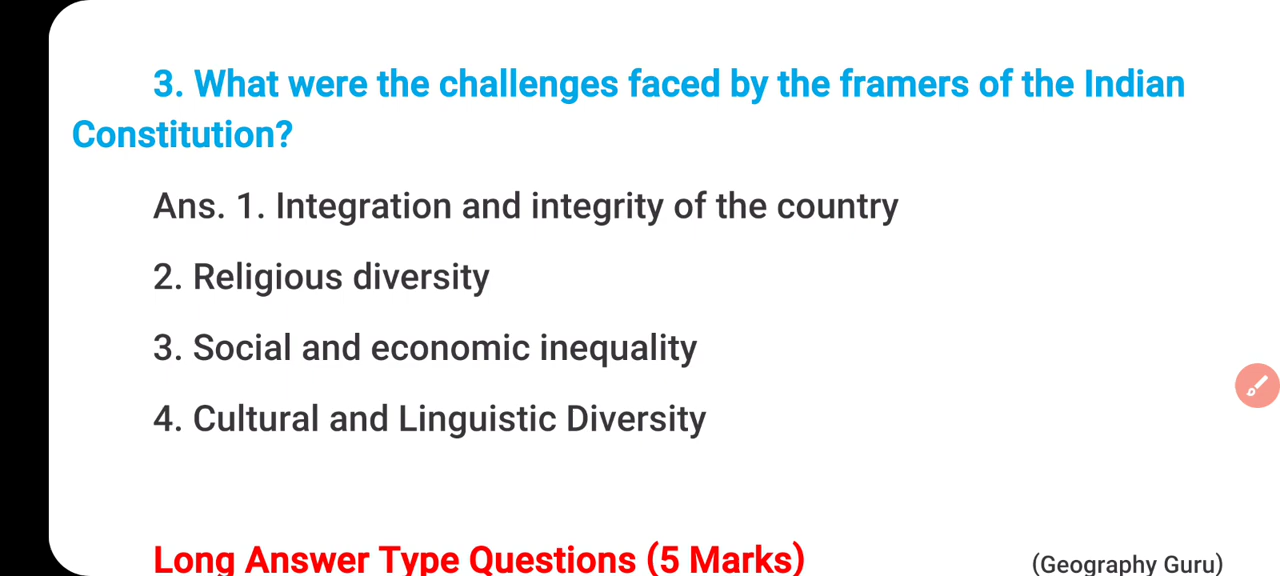 3. What were the challenges faced by the framers of the Indian
Constitution?
Ans. 1. Integration and integrity of the country
2. Religious diversity
3. Social and economic inequality
4. Cultural and Linguistic Diversity
Long Answer Type Questions (5 Marks)
(Geography Guru)